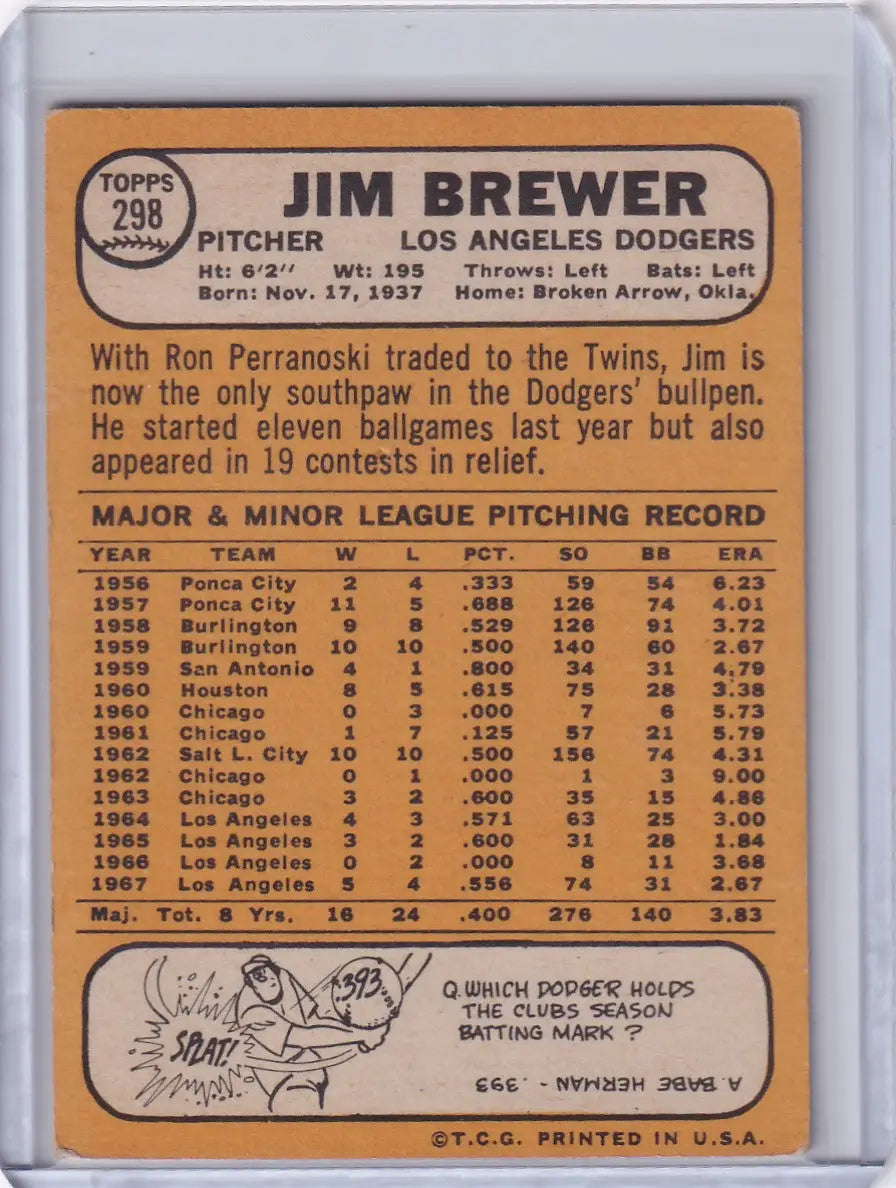 TOPPS
298
JIM BREWER
PITCHER LOS ANGELES DODGERS
Ht: 6'2" Wt: 195 Throws: Left Bats: Left
Born: Nov. 17, 1937 Home: Broken Arrow, Okla.
With Ron Perranoski traded to the Twins, Jim is
now the only southpaw in the Dodgers' bullpen.
He started eleven ballgames last year but also
appeared in 19 contests in relief.
MAJOR & MINOR LEAGUE PITCHING RECORD
YEAR TEAM W L PCT. SO BB ERA
1956 Ponca City 2 4 .333 59 54 6.23
1957 Ponca City 11 5 .688 126 74 4.01
1958 Burlington 9 8 .529 126 91 3.72
1959 Burlington 10 10 .500 140 60 2.67
1959 San Antonio 4 1 .800 34 31 4.79
1960 Houston 8 5 .615 75 28 3.38
1960 Chicago 0 3 .000 7 6 5.73
1961 Chicago 1 7 .125 57 21 5.79
1962 Salt L. City 10 10 .500 156 74 4.31
1962 Chicago 0 1 .000 1 3 9.00
1963 Chicago 3 2 .600 35 15 4.86
1964 Los Angeles 4 3 .571 63 25 3.00
1965 Los Angeles 3 2 .600 31 28 1.84
1966 Los Angeles 0 2 .000 8 11 3.68
1967 Los Angeles 5 4 .556 74 31 2.67
Maj. Tot. 8 Yrs. 16 24 .400 276 140 3.83
.393
SPLAT!
Q. WHICH DODGER HOLDS
THE CLUBS SEASON
BATTING MARK ?
A. BABE HERMAN - .393
©T.C.G. PRINTED IN U.S.A.